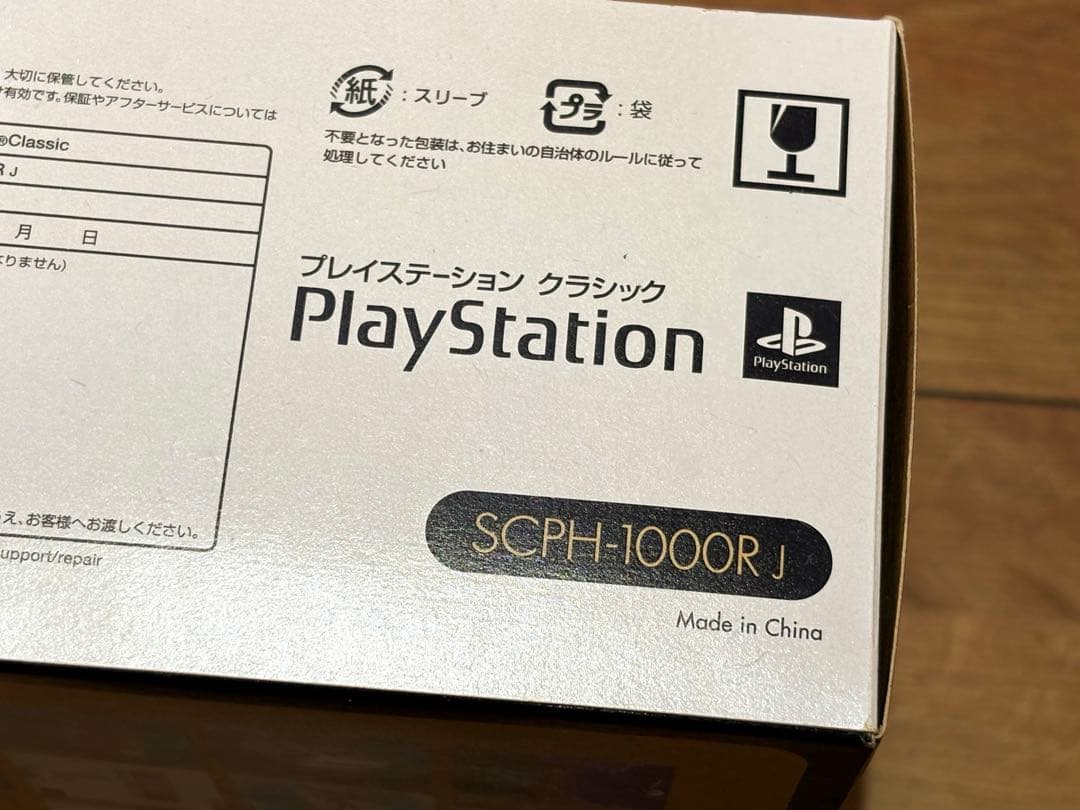 大切に保管してください。
有効です。保証やアフターサービスについては
®Classic
R J
月 日
なりません)
え、お客様へお渡しください。
upport/repair
紙 : スリーブ
プラ : 袋
不要となった包装は、お住まいの自治体のルールに従って
処理してください
プレイステーション クラシック
PlayStation
PlayStation
SCPH-1000R J
Made in China